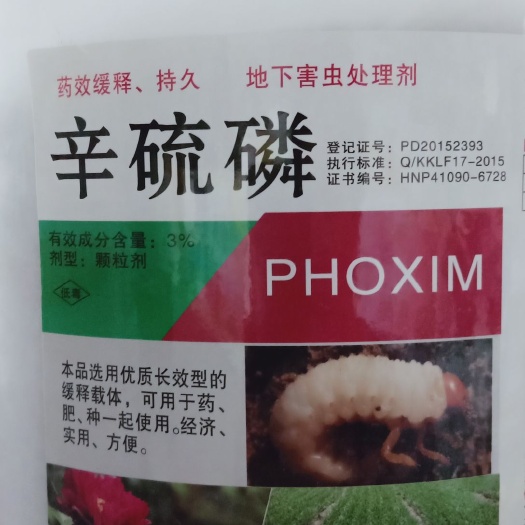 药效缓释、持久 地下害虫处理剂
辛硫磷
登记证号：PD20152393
执行标准：Q/KKLF17-2015
证书编号：HNP41090-6728
有效成分含量：3%
剂型：颗粒剂
低毒
PHOXIM
本品选用优质长效型的
缓释载体，可用于药、
肥、种一起使用。经济、
实用、方便。